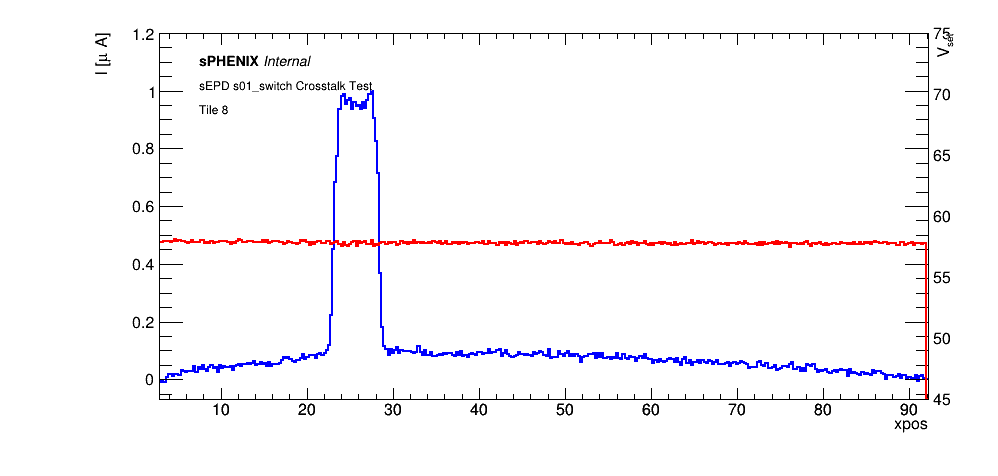 1.2
1
0.8
0.6
0.4
0.2
0
I [μ A]
sPHENIX Internal
sEPD s01_switch Crosstalk Test
Tile 8
75
70
65
60
55
50
45
V_set
10 20 30 40 50 60 70 80 90
xpos